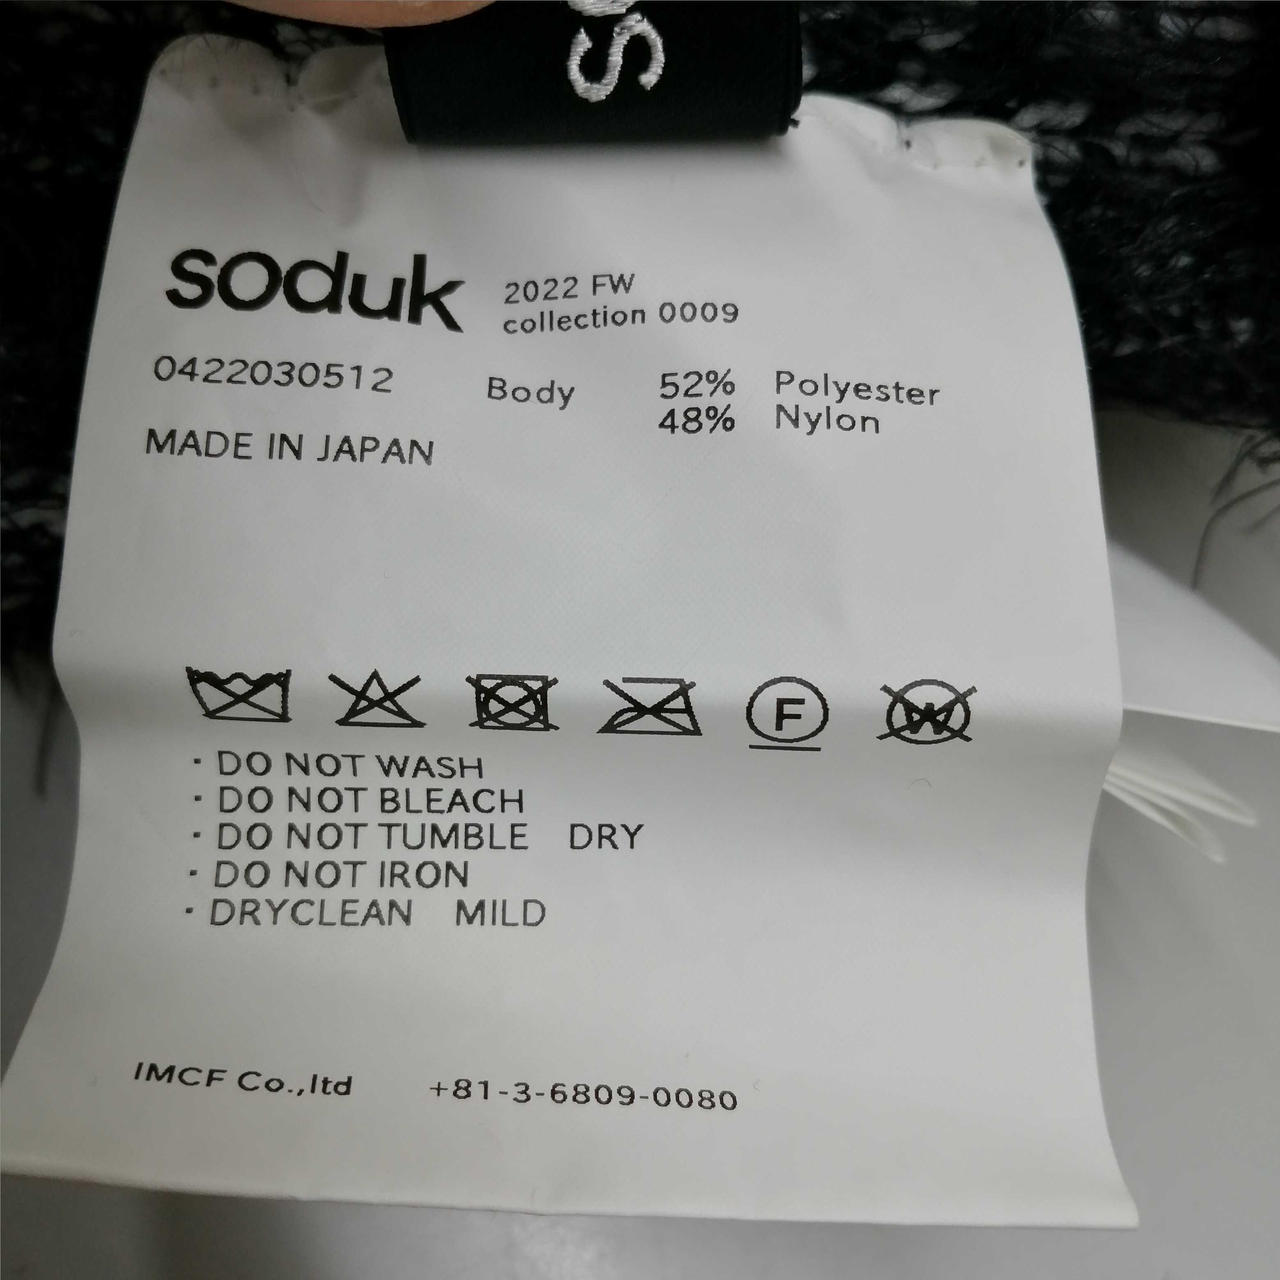 S
soduk
2022 FW
collection 0009
0422030512
Body 52% Polyester
48% Nylon
MADE IN JAPAN
F W
· DO NOT WASH
· DO NOT BLEACH
· DO NOT TUMBLE DRY
· DO NOT IRON
· DRYCLEAN MILD
IMCF Co.,ltd +81-3-6809-0080